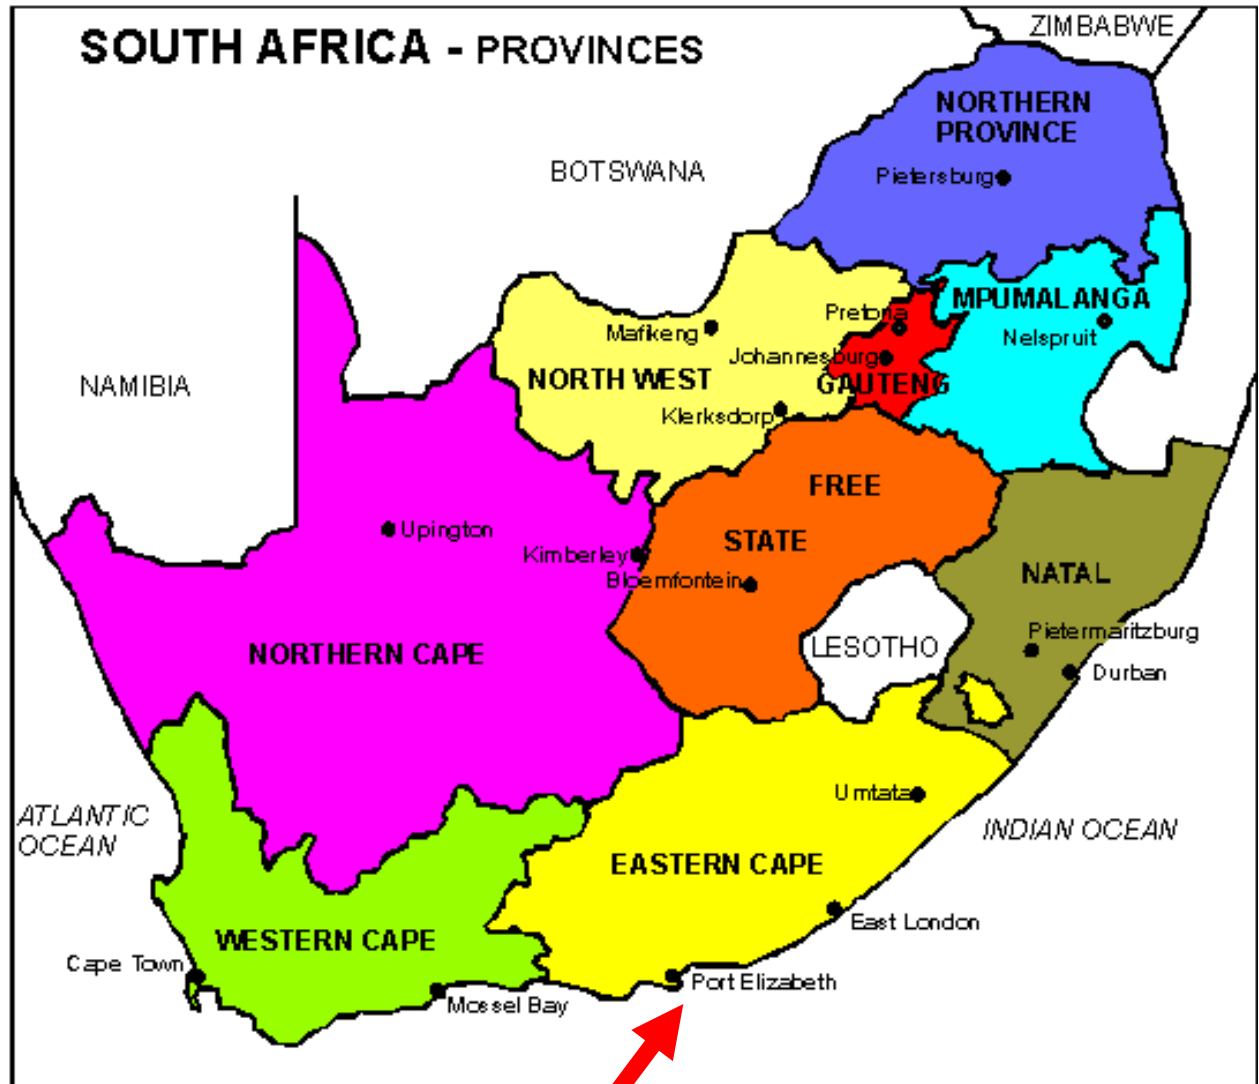 SOUTH AFRICA - PROVINCES
ZIMBABWE
NORTHERN
PROVINCE
BOTSWANA
Pietersburg
MPUMALANGA
Pretoria
Mafikeng
Nelspruit
Johannesburg
NAMIBIA
NORTH WEST
GAUTENG
Klerksdorp
FREE
STATE
Upington
Kimberley
Bloemfontein
NATAL
Pietermaritzburg
LESOTHO
NORTHERN CAPE
Durban
Umtata
ATLANTIC
OCEAN
INDIAN OCEAN
EASTERN CAPE
East London
WESTERN CAPE
Cape Town
Port Elizabeth
Mossel Bay